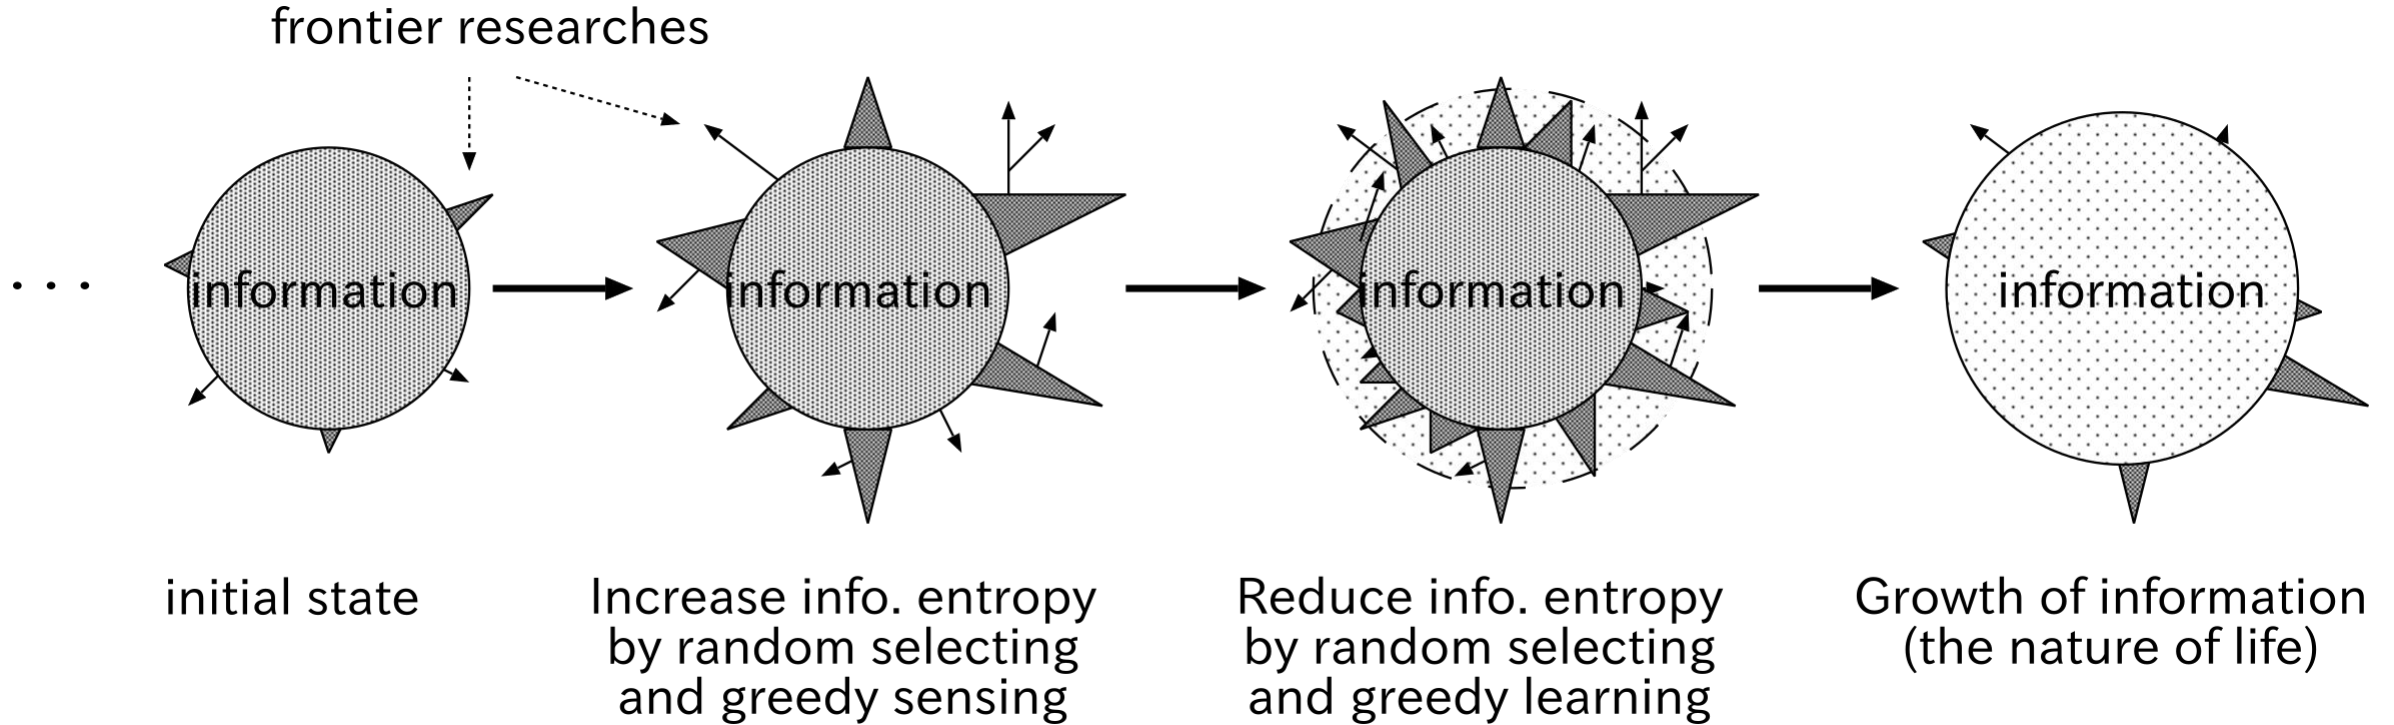 frontier researches
. . .
information
information
information
information
initial state
Increase info. entropy
by random selecting
and greedy sensing
Reduce info. entropy
by random selecting
and greedy learning
Growth of information
(the nature of life)